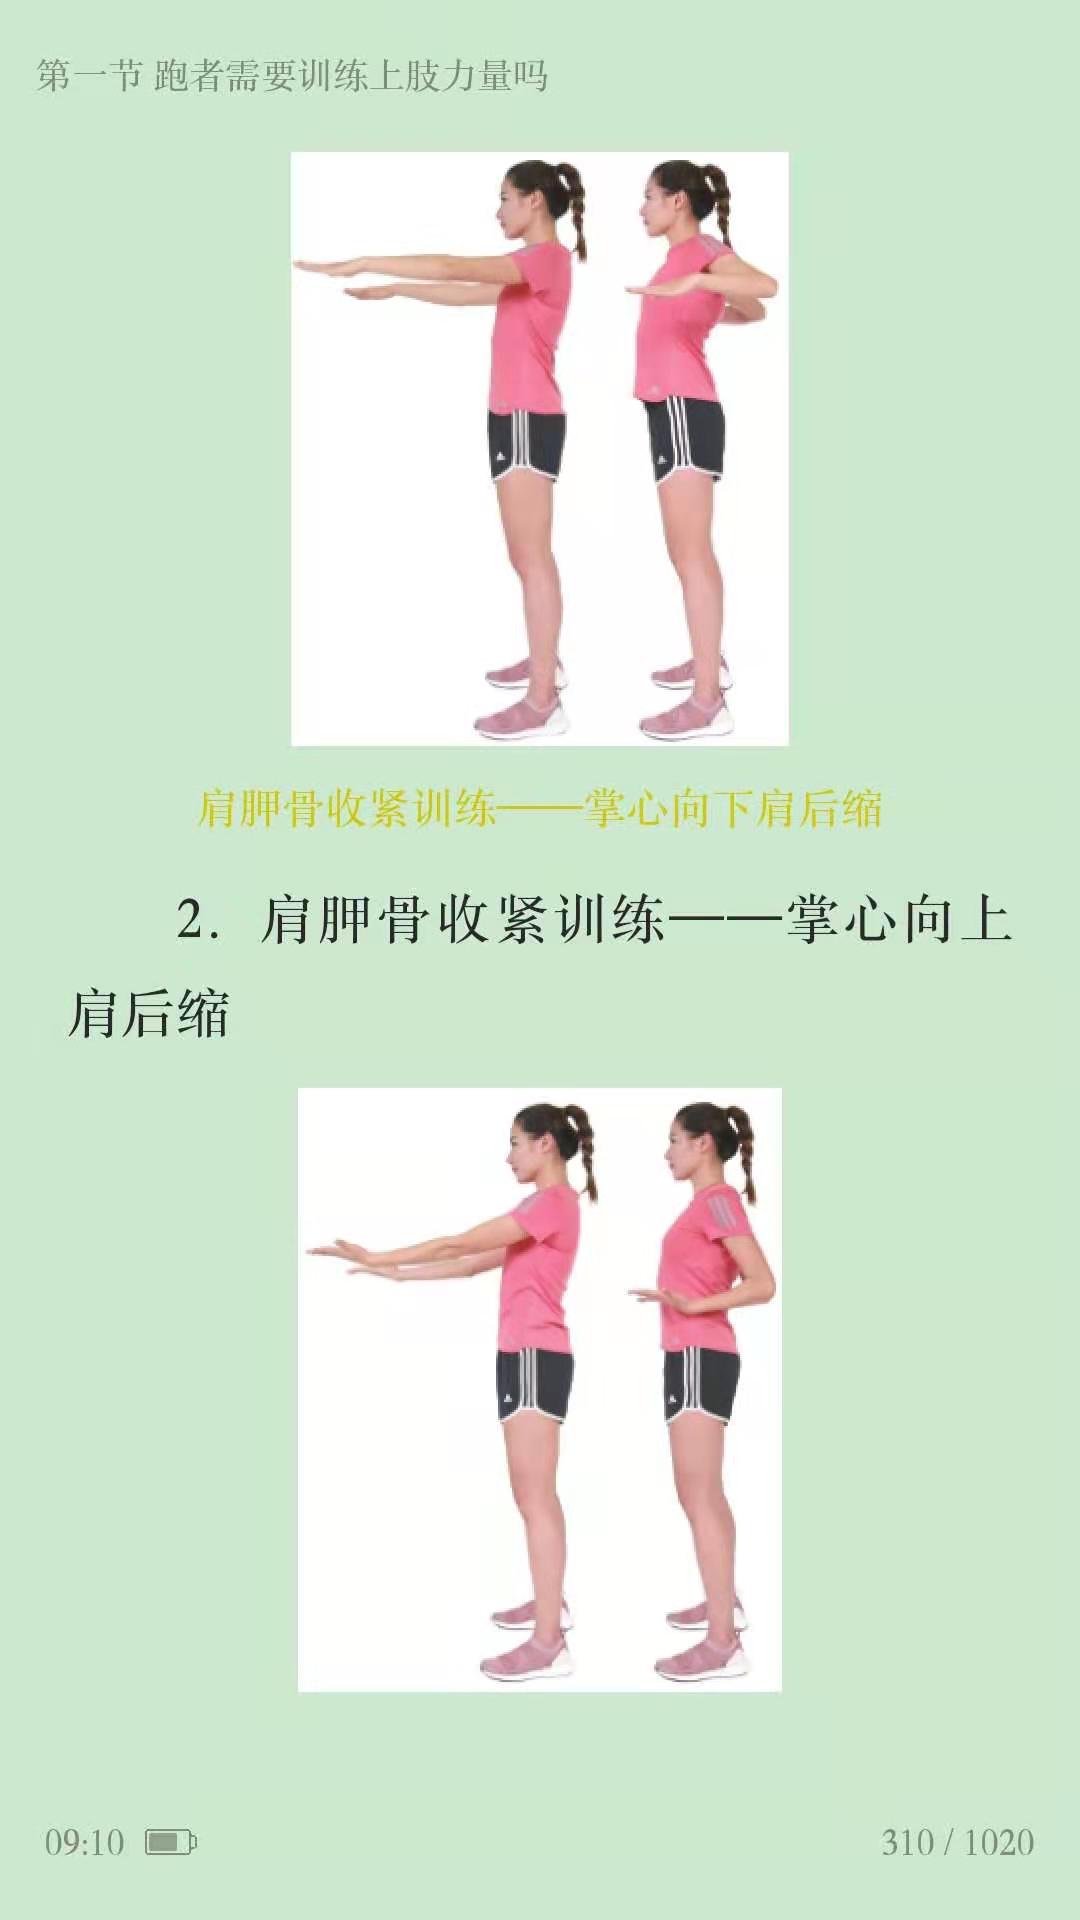 第一节 跑者需要训练上肢力量吗
肩胛骨收紧训练——掌心向下肩后缩
2. 肩胛骨收紧训练——掌心向上
肩后缩
09:10
310 / 1020